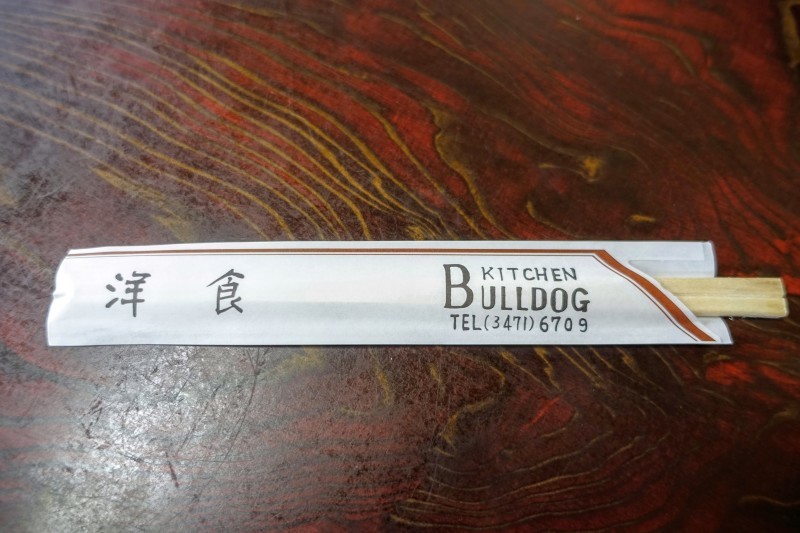 洋食
KITCHEN
BULLDOG
TEL(3471)6709